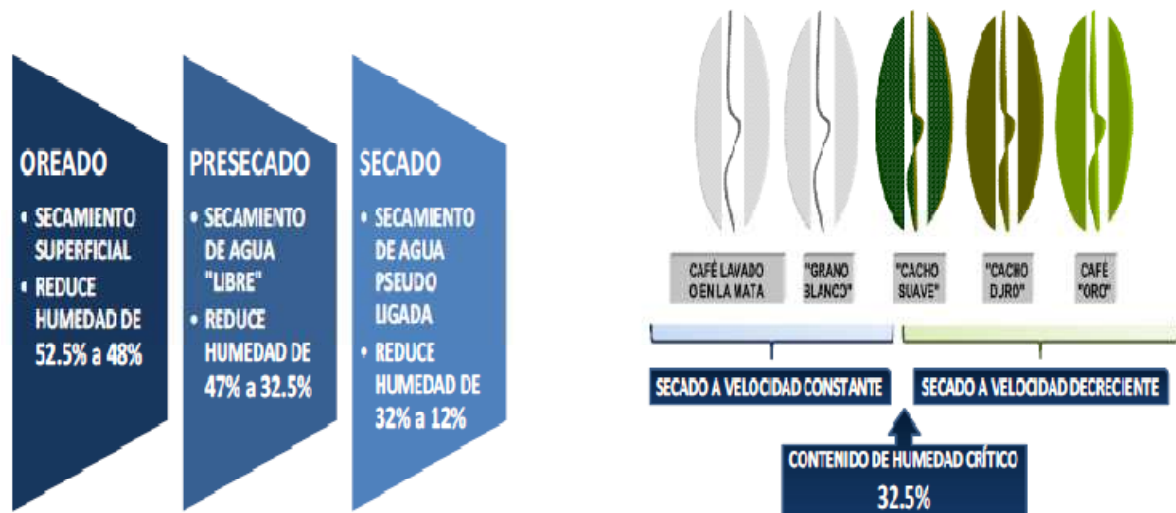 OREADO
• SECAMIENTO
SUPERFICIAL
• REDUCE
HUMEDAD DE
52.5% a 48%
PRESECADO
• SECAMIENTO
DE AGUA
"LIBRE"
• REDUCE
HUMEDAD DE
47% a 32.5%
SECADO
• SECAMIENTO
DE AGUA
PSEUDO
LIGADA
• REDUCE
HUMEDAD DE
32% a 12%
CAFÉ LAVADO
O EN LA MATA
"GRANO
BLANCO"
"CACHO
SUAVE"
"CACHO
DURO"
CAFÉ
"ORO"
SECADO A VELOCIDAD CONSTANTE
SECADO A VELOCIDAD DECRECIENTE
CONTENIDO DE HUMEDAD CRÍTICO
32.5%